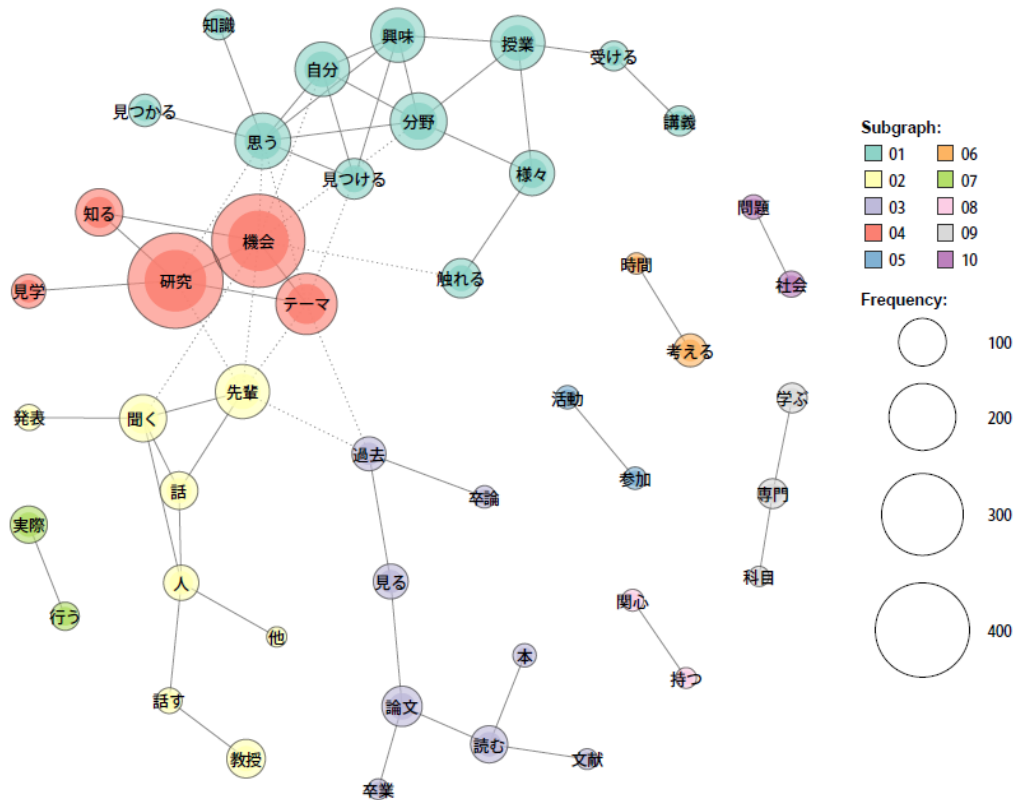 知識
興味
自分
授業
受ける
見つかる
思う
分野
講義
見つける
様々
知る
機会
研究
触れる
見学
テーマ
問題
時間
社会
考える
先輩
発表
聞く
活動
学ぶ
過去
話
卒論
参加
専門
実際
人
見る
科目
行う
他
関心
本
持つ
話す
論文
読む
教授
文献
卒業
Subgraph:
01 06
02 07
03 08
04 09
05 10
Frequency:
100
200
300
400